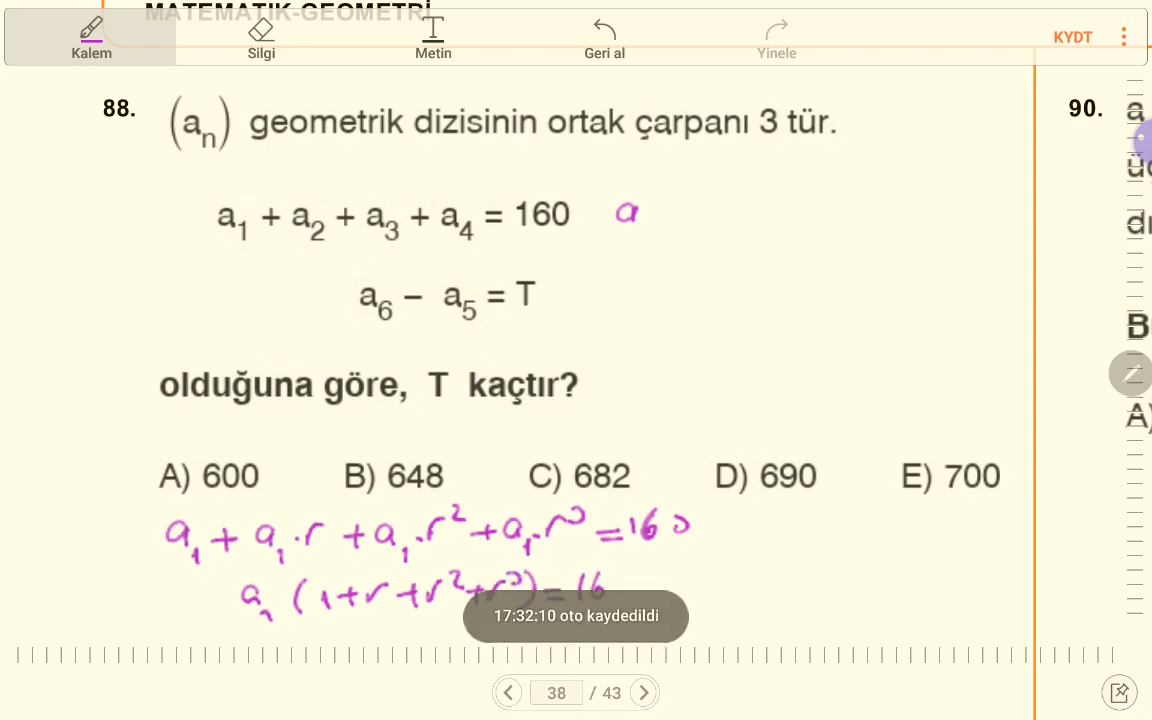 MATEMATİK-GEOMETRİ
Kalem Silgi Metin Geri al Yinele KYDT
88. (aₙ) geometrik dizisinin ortak çarpanı 3 tür.
a₁ + a₂ + a₃ + a₄ = 160 a
a₆ − a₅ = T
olduğuna göre, T kaçtır?
A) 600 B) 648 C) 682 D) 690 E) 700
a₁ + a₁.r + a₁.r² + a₁.r³ = 160
a₁ (1+r+r²+r³) = 16
17:32:10 oto kaydedildi
38 / 43
90. a
A)